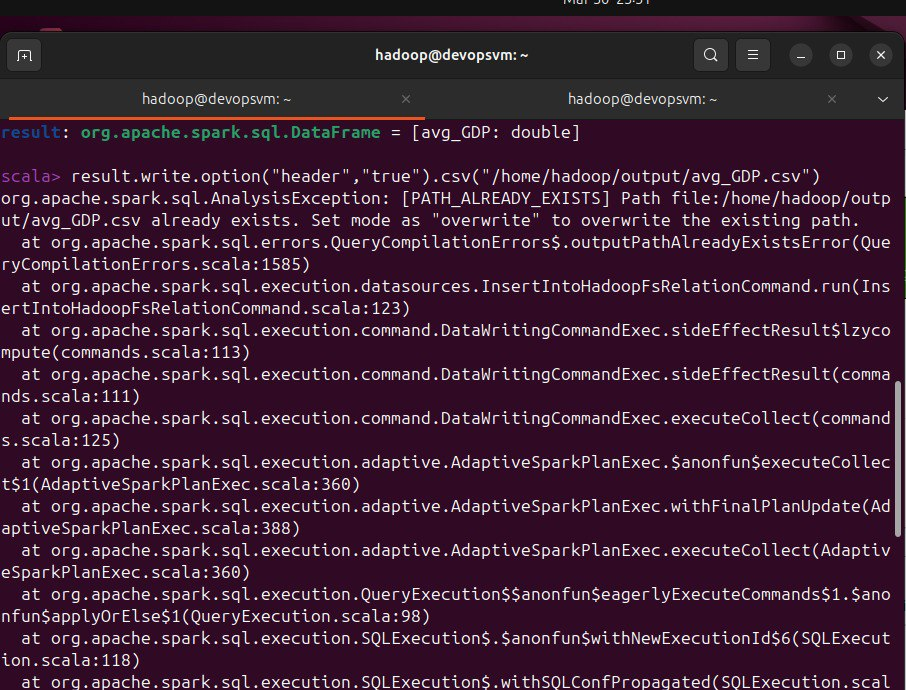 hadoop@devopsvm: ~
hadoop@devopsvm: ~
hadoop@devopsvm: ~
result: org.apache.spark.sql.DataFrame = [avg_GDP: double]
scala> result.write.option("header","true").csv("/home/hadoop/output/avg_GDP.csv")
org.apache.spark.sql.AnalysisException: [PATH_ALREADY_EXISTS] Path file:/home/hadoop/outp
ut/avg_GDP.csv already exists. Set mode as "overwrite" to overwrite the existing path.
  at org.apache.spark.sql.errors.QueryCompilationErrors$.outputPathAlreadyExistsError(Que
ryCompilationErrors.scala:1585)
  at org.apache.spark.sql.execution.datasources.InsertIntoHadoopFsRelationCommand.run(Ins
ertIntoHadoopFsRelationCommand.scala:123)
  at org.apache.spark.sql.execution.command.DataWritingCommandExec.sideEffectResult$lzyco
mpute(commands.scala:113)
  at org.apache.spark.sql.execution.command.DataWritingCommandExec.sideEffectResult(comma
nds.scala:111)
  at org.apache.spark.sql.execution.command.DataWritingCommandExec.executeCollect(command
s.scala:125)
  at org.apache.spark.sql.execution.adaptive.AdaptiveSparkPlanExec.$anonfun$executeCollec
t$1(AdaptiveSparkPlanExec.scala:360)
  at org.apache.spark.sql.execution.adaptive.AdaptiveSparkPlanExec.withFinalPlanUpdate(Ad
aptiveSparkPlanExec.scala:388)
  at org.apache.spark.sql.execution.adaptive.AdaptiveSparkPlanExec.executeCollect(Adaptiv
eSparkPlanExec.scala:360)
  at org.apache.spark.sql.execution.QueryExecution$$anonfun$eagerlyExecuteCommands$1.$ano
nfun$applyOrElse$1(QueryExecution.scala:98)
  at org.apache.spark.sql.execution.SQLExecution$.$anonfun$withNewExecutionId$6(SQLExecut
ion.scala:118)
  at org.apache.spark.sql.execution.SQLExecution$.withSQLConfPropagated(SQLExecution.scal